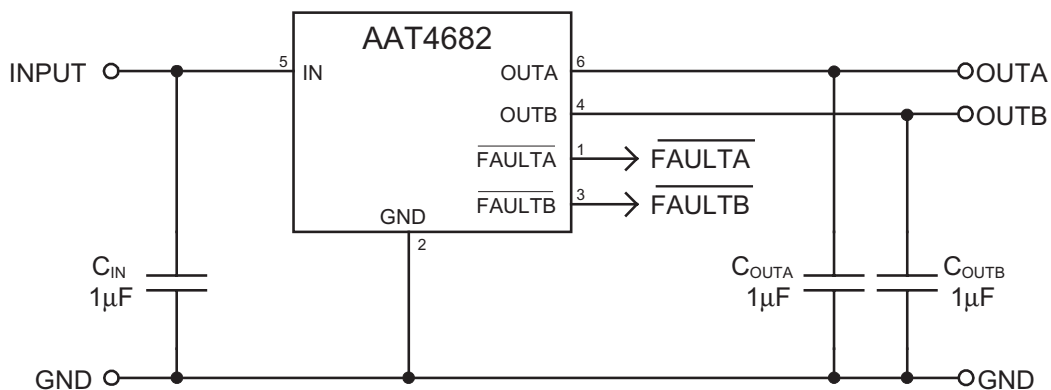 AAT4682
INPUT
5
IN
OUTA
6
OUTA
OUTB
4
OUTB
FAULTA
1
FAULTA
FAULTB
3
FAULTB
GND
2
CIN
1μF
COUTA
1μF
COUTB
1μF
GND
GND